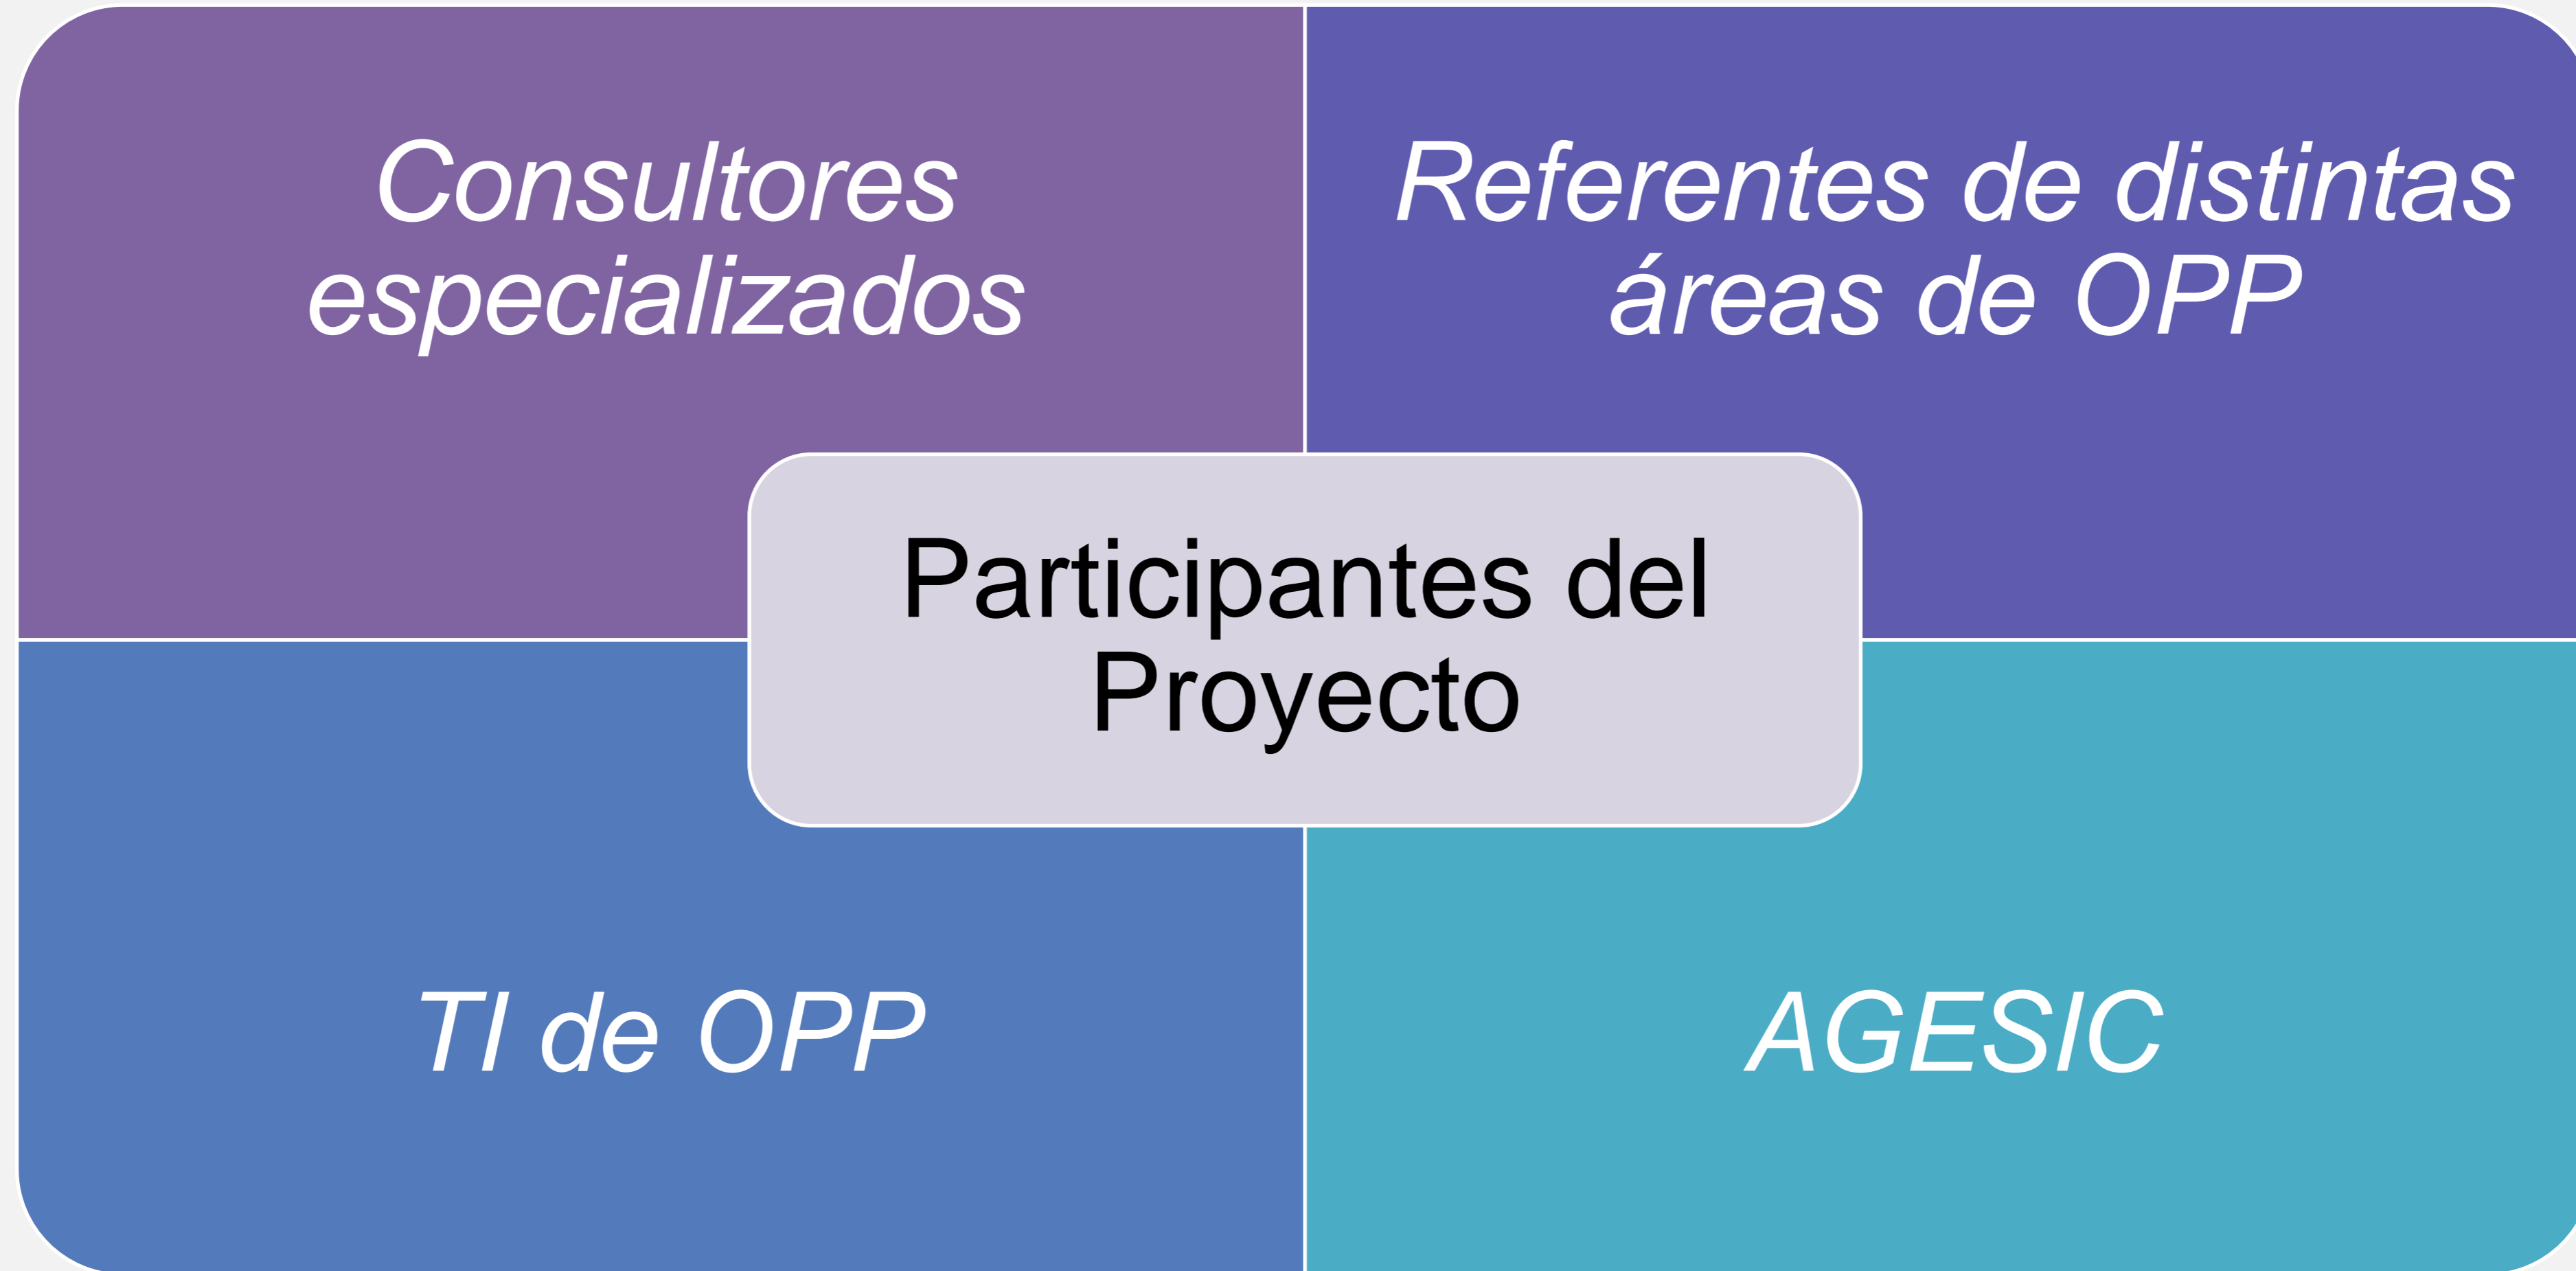 Consultores
especializados
Referentes de distintas
áreas de OPP
Participantes del
Proyecto
TI de OPP
AGESIC